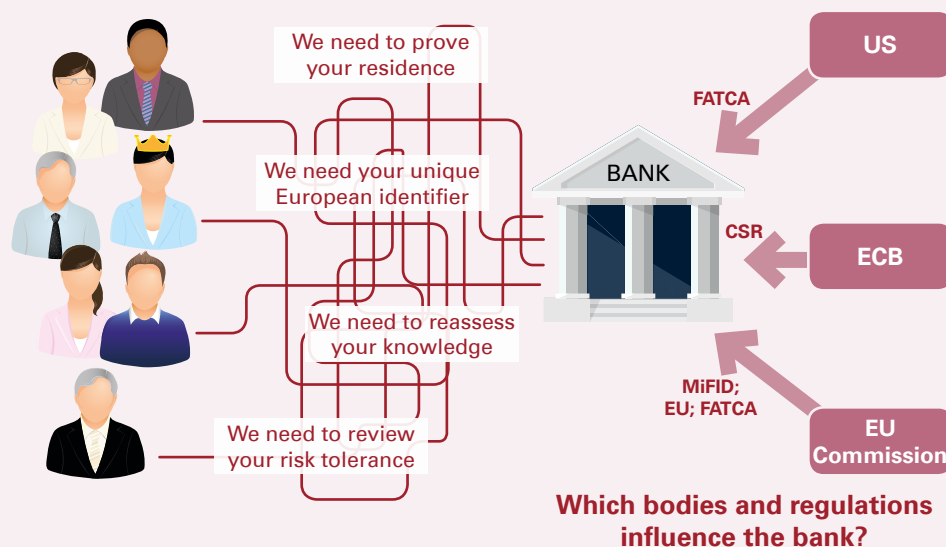 We need to prove
your residence
We need your unique
European identifier
We need to reassess
your knowledge
We need to review
your risk tolerance
BANK
US
FATCA
CSR
ECB
MiFID;
EU; FATCA
EU
Commission
Which bodies and regulations
influence the bank?